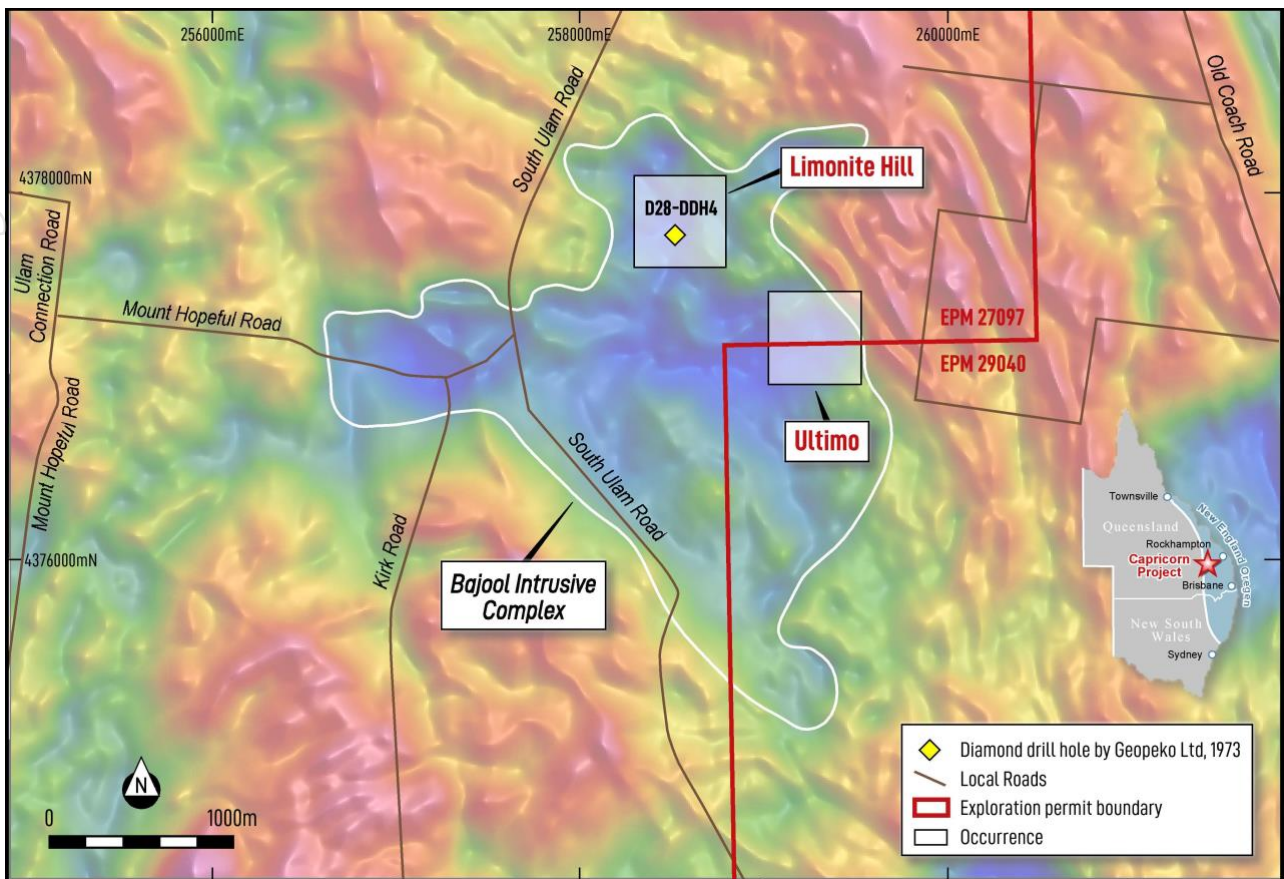 256000mE
258000mE
260000mE
South Ulam Road
Old Coach Road
4378000mN
Limonite Hill
D28-DDH4
Ulam
Connection Road
Mount Hopeful Road
EPM 27097
EPM 29040
Ultimo
Mount Hopeful Road
South Ulam Road
Kirk Road
4376000mN
Bajool Intrusive
Complex
Townsville
Queensland
New England Oregen
Rockhampton
Capricorn
Project
Brisbane
New South
Wales
Sydney
N
0 1000m
Diamond drill hole by Geopeko Ltd, 1973
Local Roads
Exploration permit boundary
Occurrence